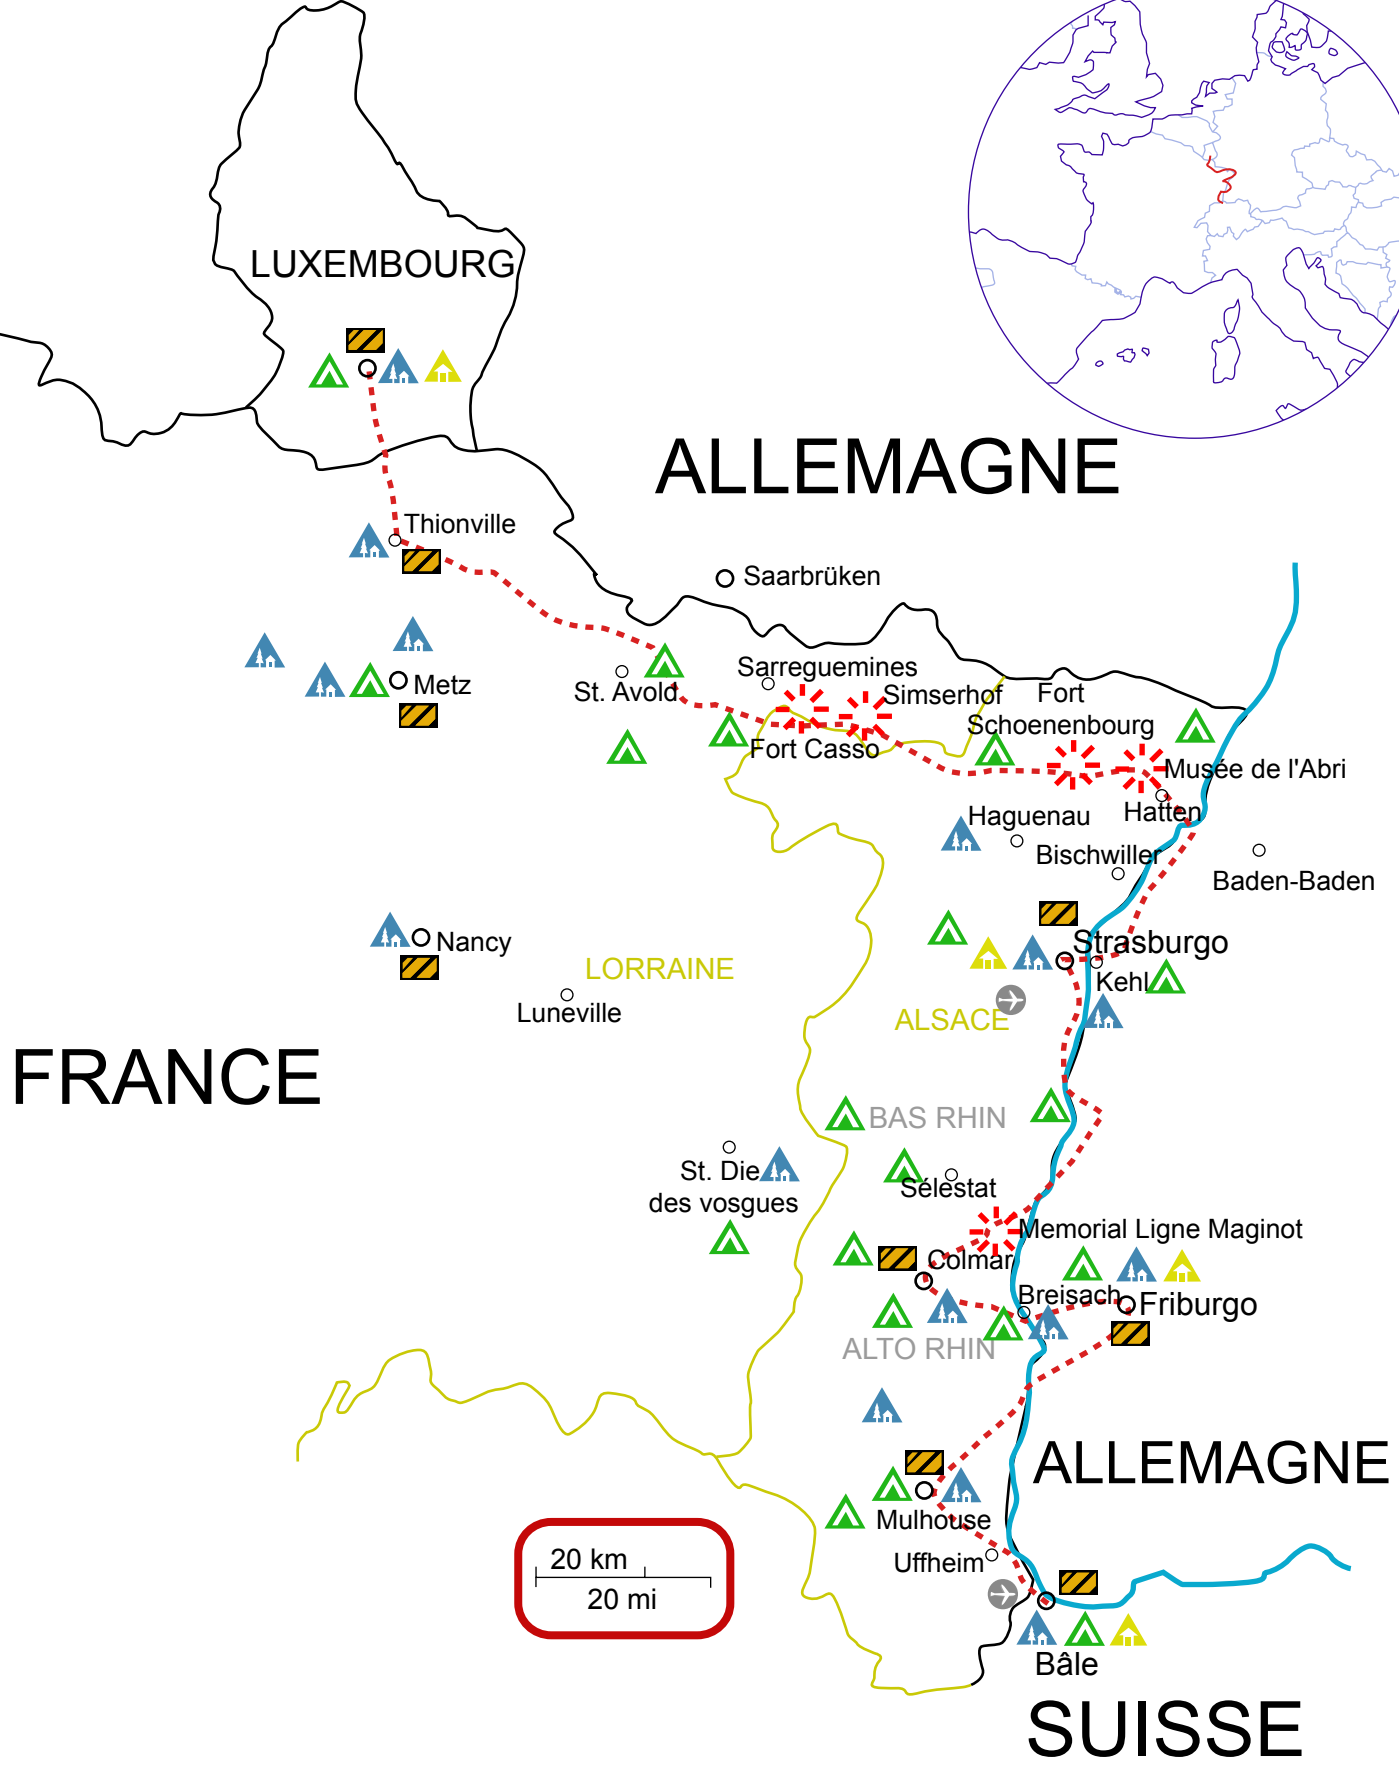 LUXEMBOURG
ALLEMAGNE
Thionville
Saarbrüken
Sarreguemines
St. Avold
Metz
Simserhof
Fort
Schoenenbourg
Fort Casso
Musée de l'Abri
Hatten
Haguenau
Bischwiller
Baden-Baden
Nancy
Strasburgo
LORRAINE
Kehl
Luneville
ALSACE
FRANCE
BAS RHIN
St. Die
des vosgues
Sélestat
Memorial Ligne Maginot
Colmar
Breisach
Friburgo
ALTO RHIN
ALLEMAGNE
Mulhouse
20 km
20 mi
Uffheim
Bâle
SUISSE